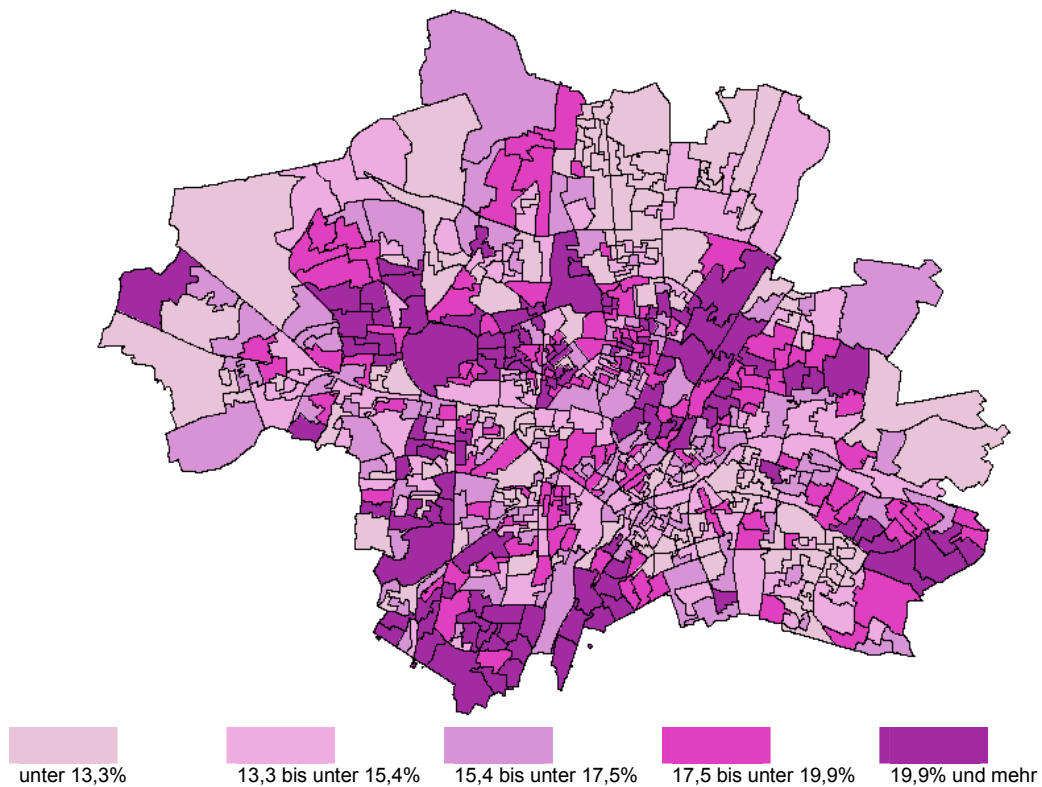 unter 13,3%
13,3 bis unter 15,4%
15,4 bis unter 17,5%
17,5 bis unter 19,9%
19,9% und mehr